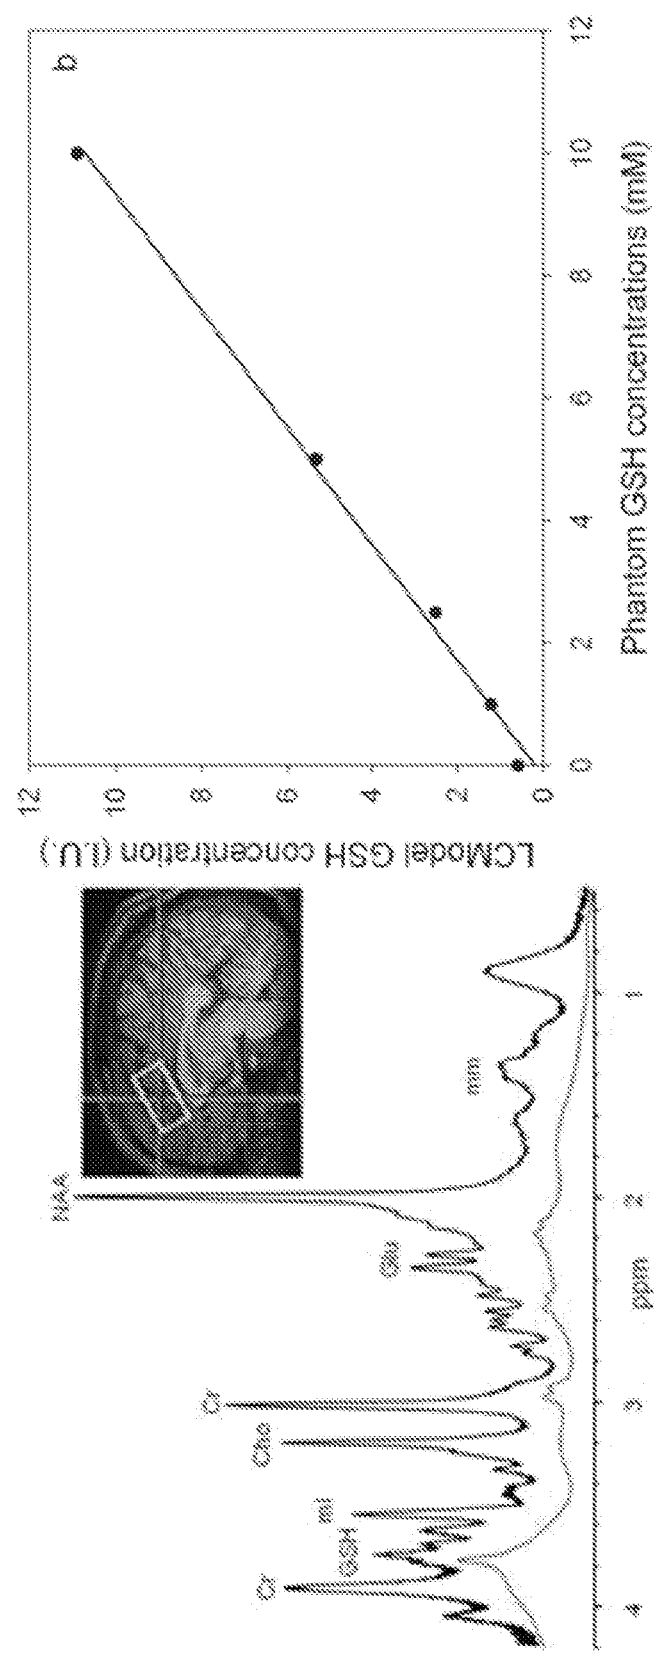 NAA
Cr
Cho
mI
GSH
Cr
Glu
mm
4
3
2
1
ppm
b
LCModel GSH concentration (I.U.)
12
10
8
6
4
2
0
0
2
4
6
8
10
12
Phantom GSH concentrations (mM)